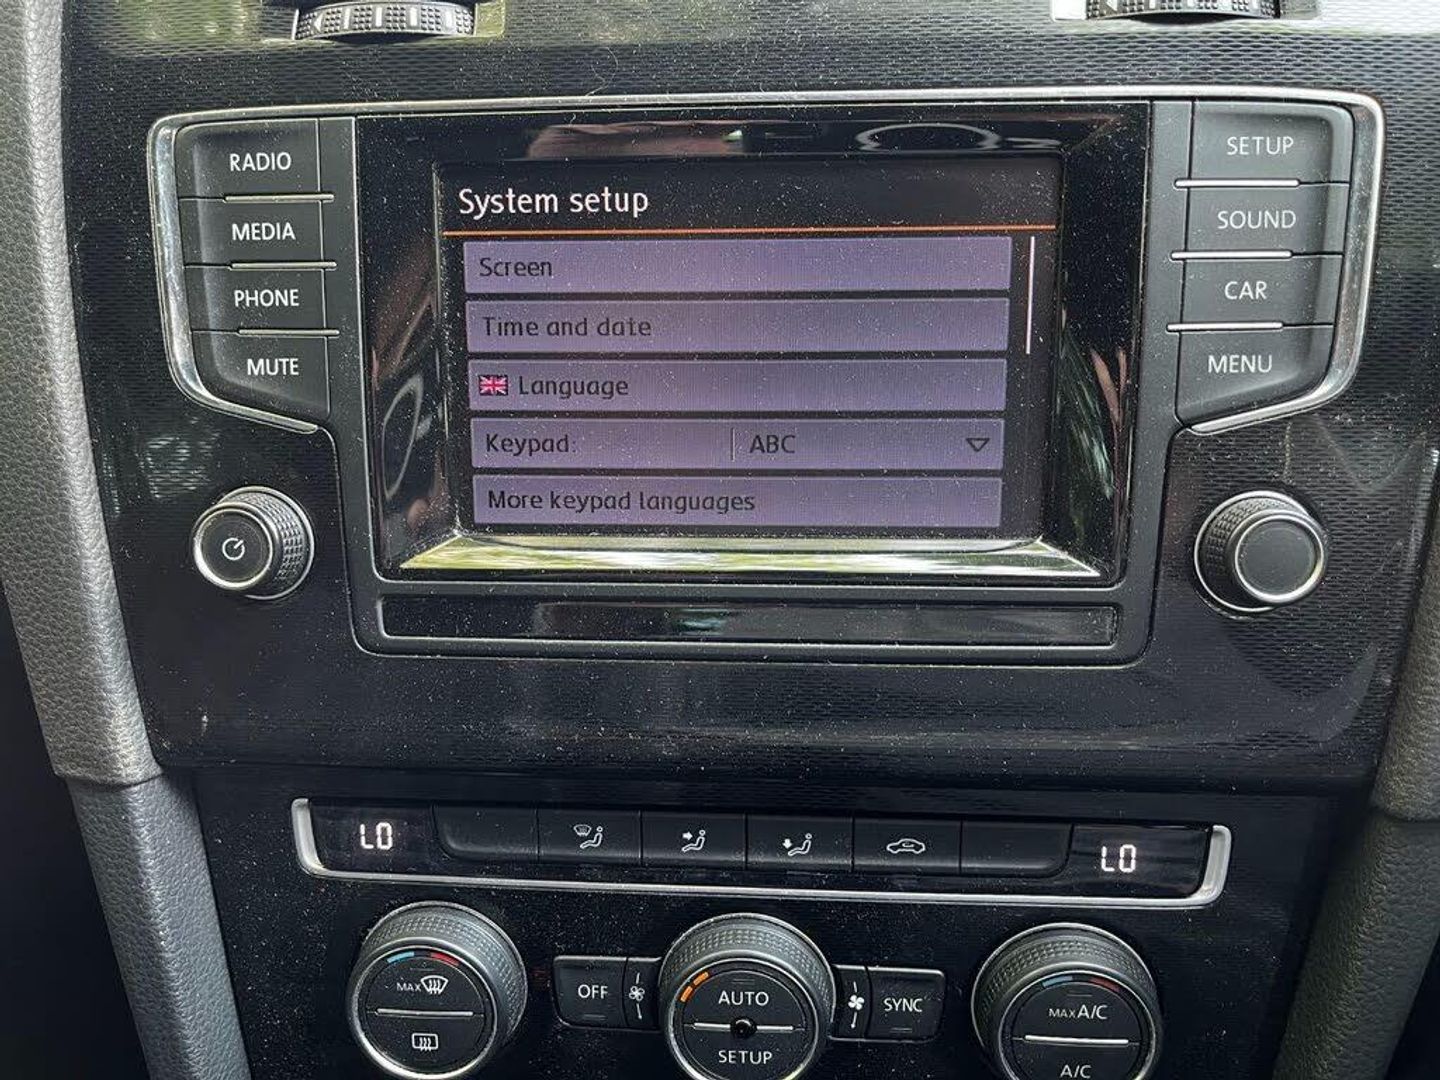 RADIO
MEDIA
PHONE
MUTE
System setup
Screen
Time and date
Language
Keypad: ABC
More keypad languages
SETUP
SOUND
CAR
MENU
LO
LO
MAX
OFF
AUTO
SETUP
SYNC
MAX A/C
A/C